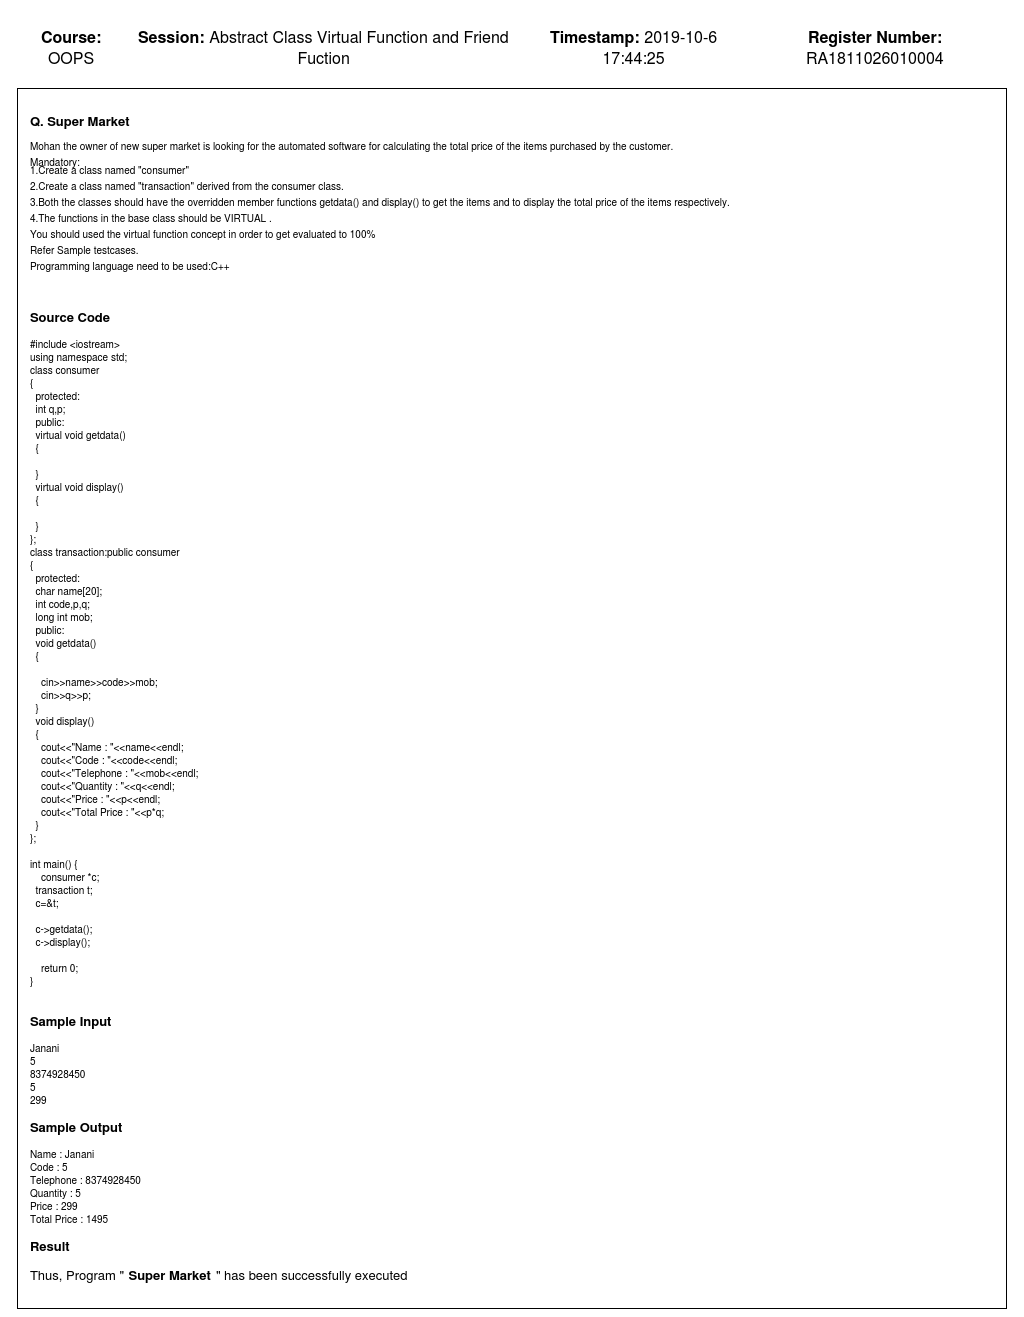 Course:
OOPS
Session: Abstract Class Virtual Function and Friend
Fuction
Timestamp: 2019-10-6
17:44:25
Register Number:
RA1811026010004
Q. Super Market
Mohan the owner of new super market is looking for the automated software for calculating the total price of the items purchased by the customer.
Mandatory:
1.Create a class named "consumer"
2.Create a class named "transaction" derived from the consumer class.
3.Both the classes should have the overridden member functions getdata() and display() to get the items and to display the total price of the items respectively.
4.The functions in the base class should be VIRTUAL .
You should used the virtual function concept in order to get evaluated to 100%
Refer Sample testcases.
Programming language need to be used:C++
Source Code
#include <iostream>
using namespace std;
class consumer
{
  protected:
  int q,p;
  public:
  virtual void getdata()
  {

  }
  virtual void display()
  {

  }
};
class transaction:public consumer
{
  protected:
  char name[20];
  int code,p,q;
  long int mob;
  public:
  void getdata()
  {

    cin>>name>>code>>mob;
    cin>>q>>p;
  }
  void display()
  {
    cout<<"Name : "<<name<<endl;
    cout<<"Code : "<<code<<endl;
    cout<<"Telephone : "<<mob<<endl;
    cout<<"Quantity : "<<q<<endl;
    cout<<"Price : "<<p<<endl;
    cout<<"Total Price : "<<p*q;
  }
};

int main() {
    consumer *c;
  transaction t;
  c=&t;

  c->getdata();
  c->display();

    return 0;
}
Sample Input
Janani
5
8374928450
5
299
Sample Output
Name : Janani
Code : 5
Telephone : 8374928450
Quantity : 5
Price : 299
Total Price : 1495
Result
Thus, Program " Super Market " has been successfully executed